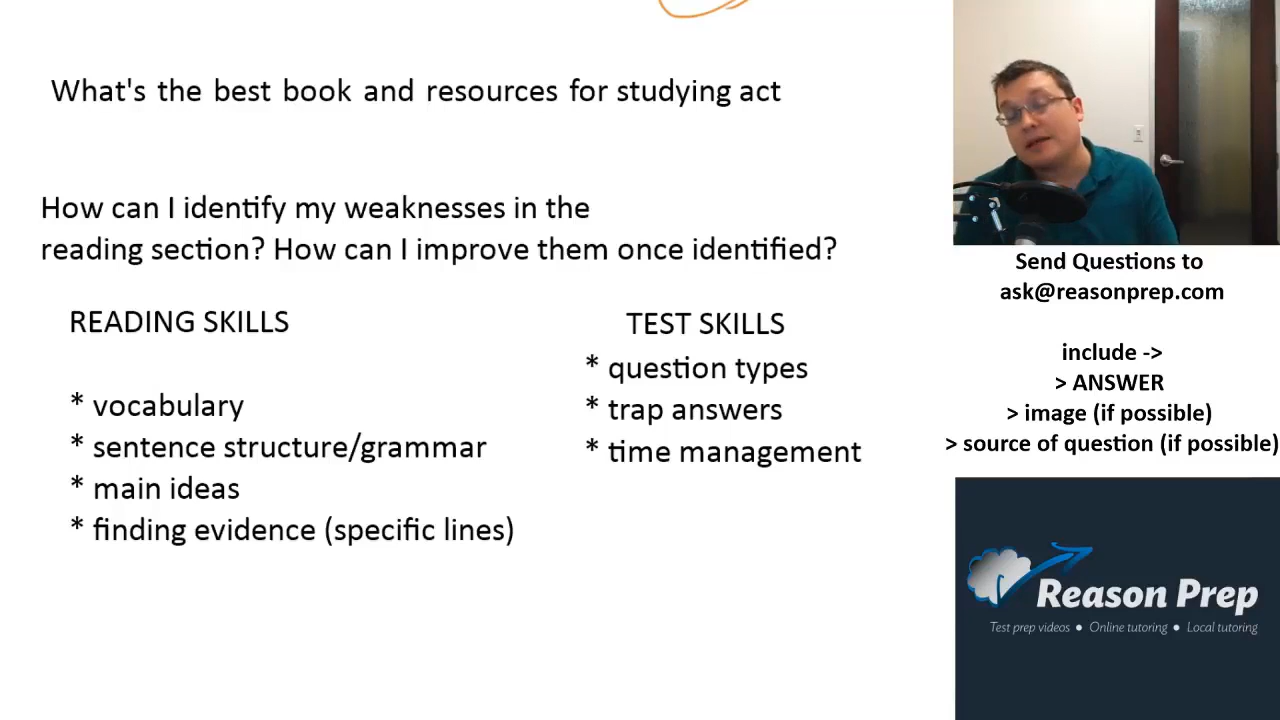 What's the best book and resources for studying act
How can I identify my weaknesses in the
reading section? How can I improve them once identified?
READING SKILLS
* vocabulary
* sentence structure/grammar
* main ideas
* finding evidence (specific lines)
TEST SKILLS
* question types
* trap answers
* time management
Send Questions to
ask@reasonprep.com
include ->
> ANSWER
> image (if possible)
> source of question (if possible)
Reason Prep
Test prep videos ● Online tutoring ● Local tutoring